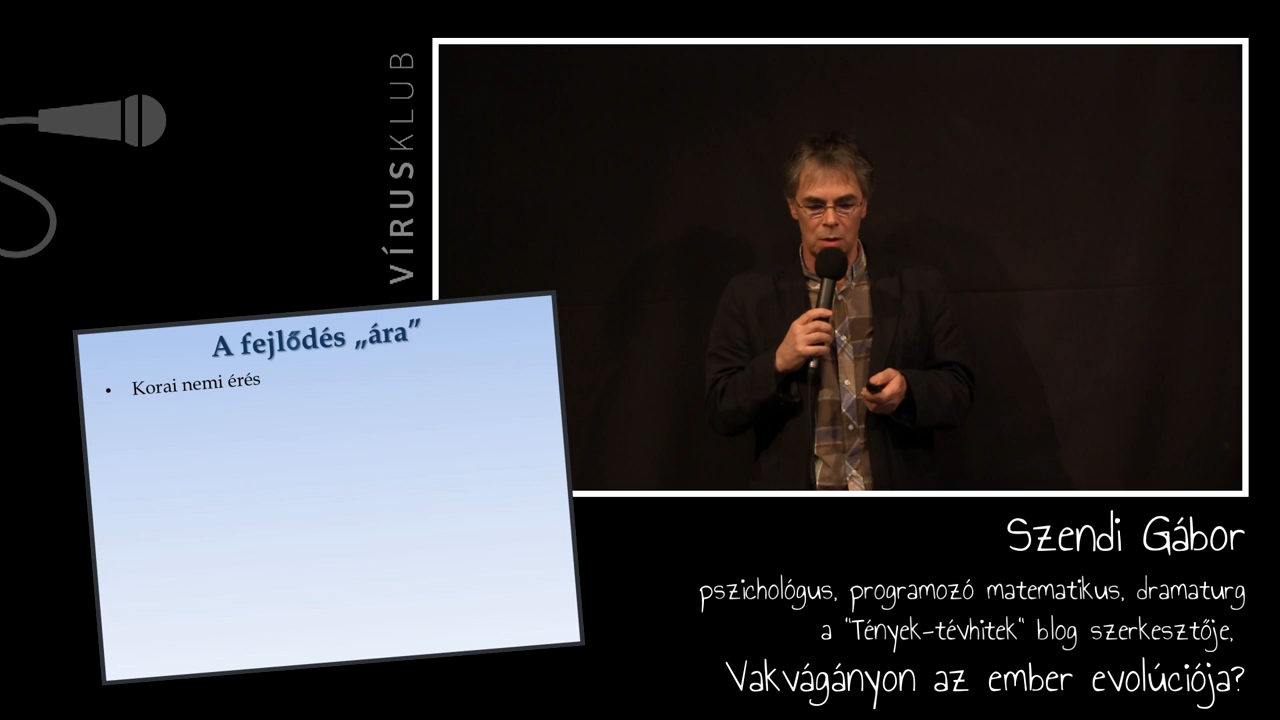 VÍRUSKLUB
A fejlődés „ára”
• Korai nemi érés
Szendi Gábor
pszichológus, programozó matematikus, dramaturg
a "Tények-tévhitek" blog szerkesztője,
Vakvágányon az ember evolúciója?